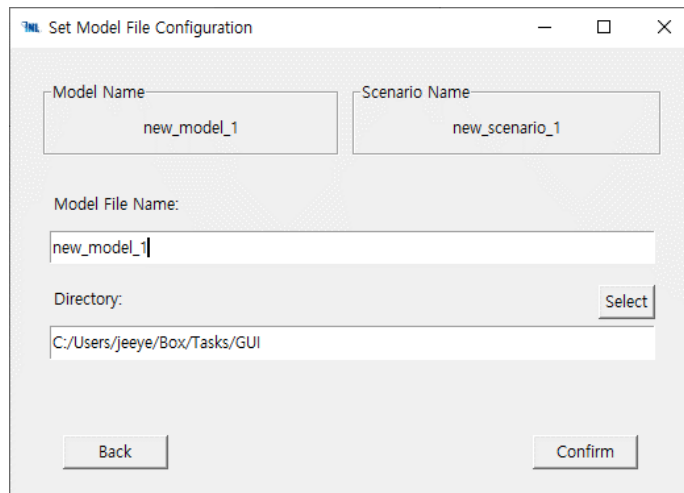 INL Set Model File Configuration
Model Name
new_model_1
Scenario Name
new_scenario_1
Model File Name:
new_model_1
Directory:
Select
C:/Users/jeeye/Box/Tasks/GUI
Back
Confirm